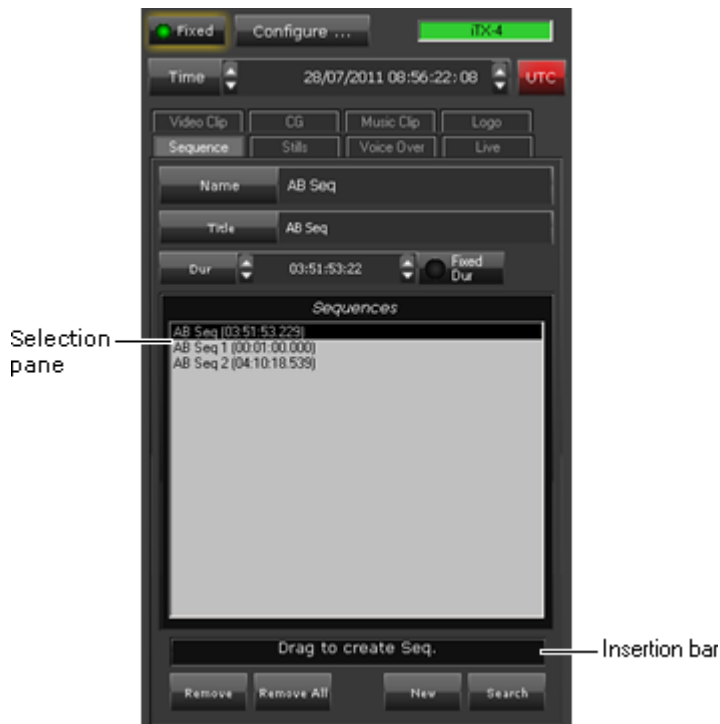 Fixed Configure ... iTX-4
Time 28/07/2011 08:56:22:08 UTC
Video Clip CG Music Clip Logo
Sequence Stills Voice Over Live
Name AB Seq
Title AB Seq
Dur 03:51:53:22 Fixed Dur
Sequences
AB Seq (03:51:53.229)
AB Seq 1 (00:01:00.000)
AB Seq 2 (04:10:18.539)
Selection pane
Drag to create Seq. Insertion bar
Remove Remove All New Search